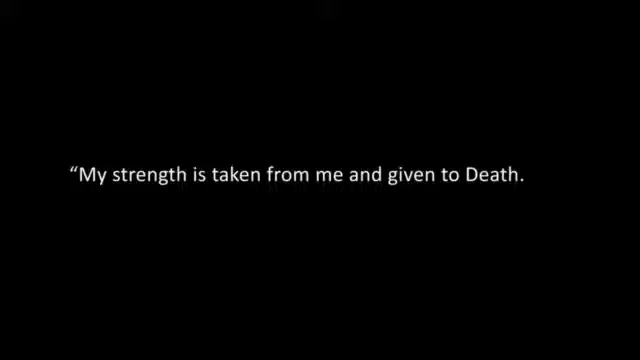 “My strength is taken from me and given to Death.